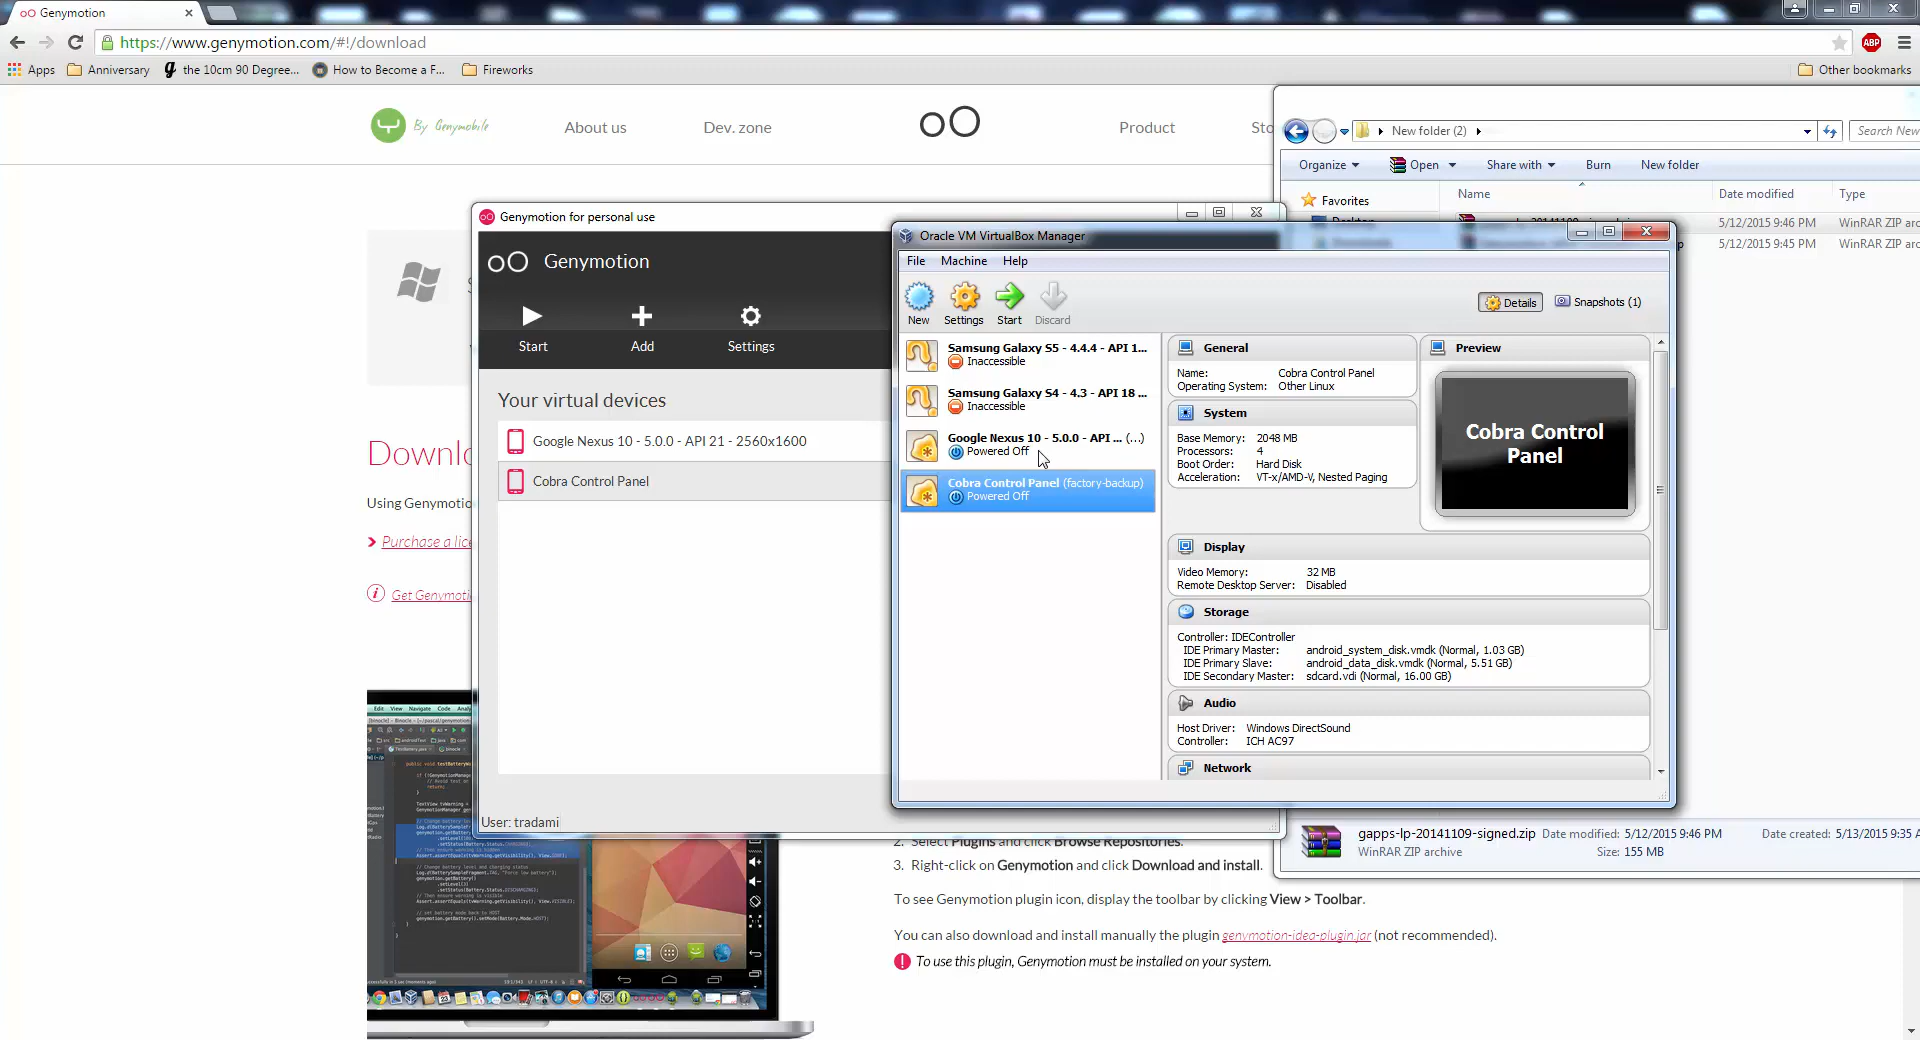 Genymotion
https://www.genymotion.com/#!/download
Apps
Anniversary
the 10cm 90 Degree...
How to Become a F...
Fireworks
Other bookmarks
ABP
By Genymobile
About us
Dev. zone
Product
Sto
New folder (2)
Search New
Organize
Open
Share with
Burn
New folder
Favorites
Name
Date modified
Type
5/12/2015 9:46 PM
WinRAR ZIP arc
5/12/2015 9:45 PM
WinRAR ZIP arc
Genymotion for personal use
Genymotion
Start
Add
Settings
Your virtual devices
Google Nexus 10 - 5.0.0 - API 21 - 2560x1600
Cobra Control Panel
User: tradami
Oracle VM VirtualBox Manager
File
Machine
Help
New
Settings
Start
Discard
Details
Snapshots (1)
Samsung Galaxy S5 - 4.4.4 - API 1...
Inaccessible
Samsung Galaxy S4 - 4.3 - API 18 ...
Inaccessible
Google Nexus 10 - 5.0.0 - API ... (...)
Powered Off
Cobra Control Panel (factory-backup)
Powered Off
General
Name: Cobra Control Panel
Operating System: Other Linux
System
Base Memory: 2048 MB
Processors: 4
Boot Order: Hard Disk
Acceleration: VT-x/AMD-V, Nested Paging
Preview
Cobra Control
Panel
Display
Video Memory: 32 MB
Remote Desktop Server: Disabled
Storage
Controller: IDEController
IDE Primary Master: android_system_disk.vmdk (Normal, 1.03 GB)
IDE Primary Slave: android_data_disk.vmdk (Normal, 5.51 GB)
IDE Secondary Master: sdcard.vdi (Normal, 16.00 GB)
Audio
Host Driver: Windows DirectSound
Controller: ICH AC97
Network
Downlo
Using Genymotio
Purchase a lice
Get Genymoti
gapps-lp-20141109-signed.zip
Date modified: 5/12/2015 9:46 PM
Date created: 5/13/2015 9:35 A
WinRAR ZIP archive
Size: 155 MB
2. Select Plugins and click Browse Repositories.
3. Right-click on Genymotion and click Download and install.
To see Genymotion plugin icon, display the toolbar by clicking View > Toolbar.
You can also download and install manually the plugin genymotion-idea-plugin.jar (not recommended).
To use this plugin, Genymotion must be installed on your system.